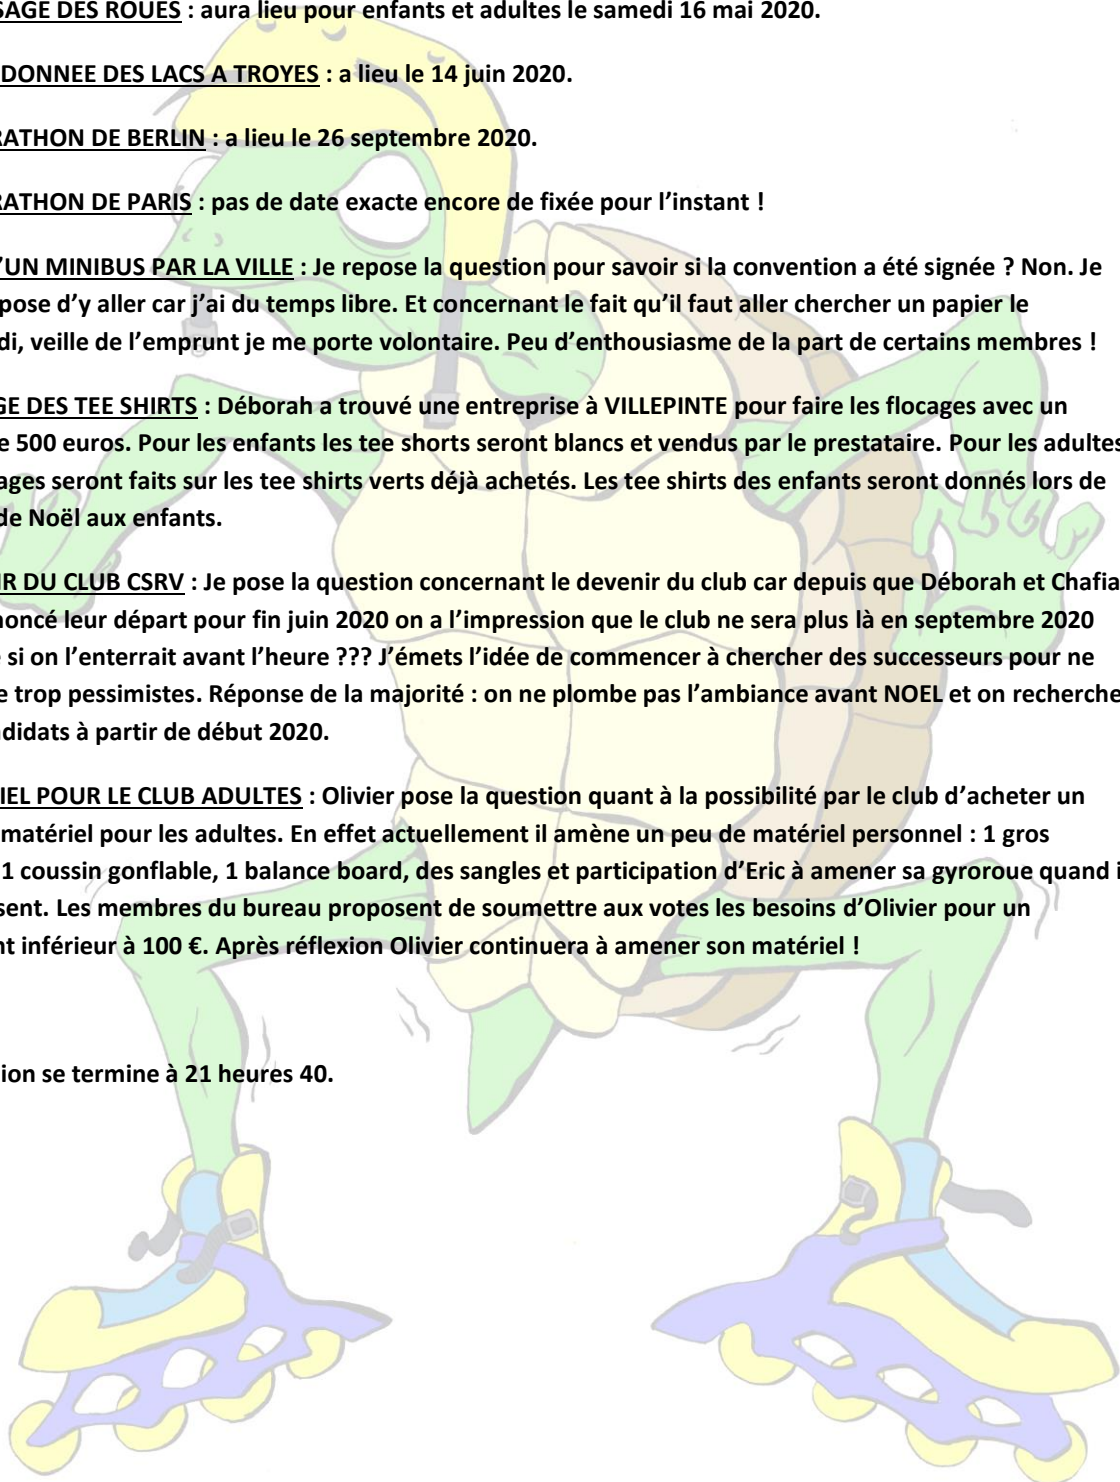 SAGE DES ROUES : aura lieu pour enfants et adultes le samedi 16 mai 2020.
DONNEE DES LACS A TROYES : a lieu le 14 juin 2020.
RATHON DE BERLIN : a lieu le 26 septembre 2020.
RATHON DE PARIS : pas de date exacte encore de fixée pour l’instant !
’UN MINIBUS PAR LA VILLE : Je repose la question pour savoir si la convention a été signée ? Non. Je
pose d’y aller car j’ai du temps libre. Et concernant le fait qu’il faut aller chercher un papier le
di, veille de l’emprunt je me porte volontaire. Peu d’enthousiasme de la part de certains membres !
GE DES TEE SHIRTS : Déborah a trouvé une entreprise à VILLEPINTE pour faire les flocages avec un
e 500 euros. Pour les enfants les tee shorts seront blancs et vendus par le prestataire. Pour les adultes
ages seront faits sur les tee shirts verts déjà achetés. Les tee shirts des enfants seront donnés lors de
de Noël aux enfants.
IR DU CLUB CSRV : Je pose la question concernant le devenir du club car depuis que Déborah et Chafia
noncé leur départ pour fin juin 2020 on a l’impression que le club ne sera plus là en septembre 2020
e si on l’enterrait avant l’heure ??? J’émets l’idée de commencer à chercher des successeurs pour ne
e trop pessimistes. Réponse de la majorité : on ne plombe pas l’ambiance avant NOEL et on recherche
ndidats à partir de début 2020.
IEL POUR LE CLUB ADULTES : Olivier pose la question quant à la possibilité par le club d’acheter un
matériel pour les adultes. En effet actuellement il amène un peu de matériel personnel : 1 gros
1 coussin gonflable, 1 balance board, des sangles et participation d’Eric à amener sa gyroroue quand i
sent. Les membres du bureau proposent de soumettre aux votes les besoins d’Olivier pour un
nt inférieur à 100 €. Après réflexion Olivier continuera à amener son matériel !
ion se termine à 21 heures 40.